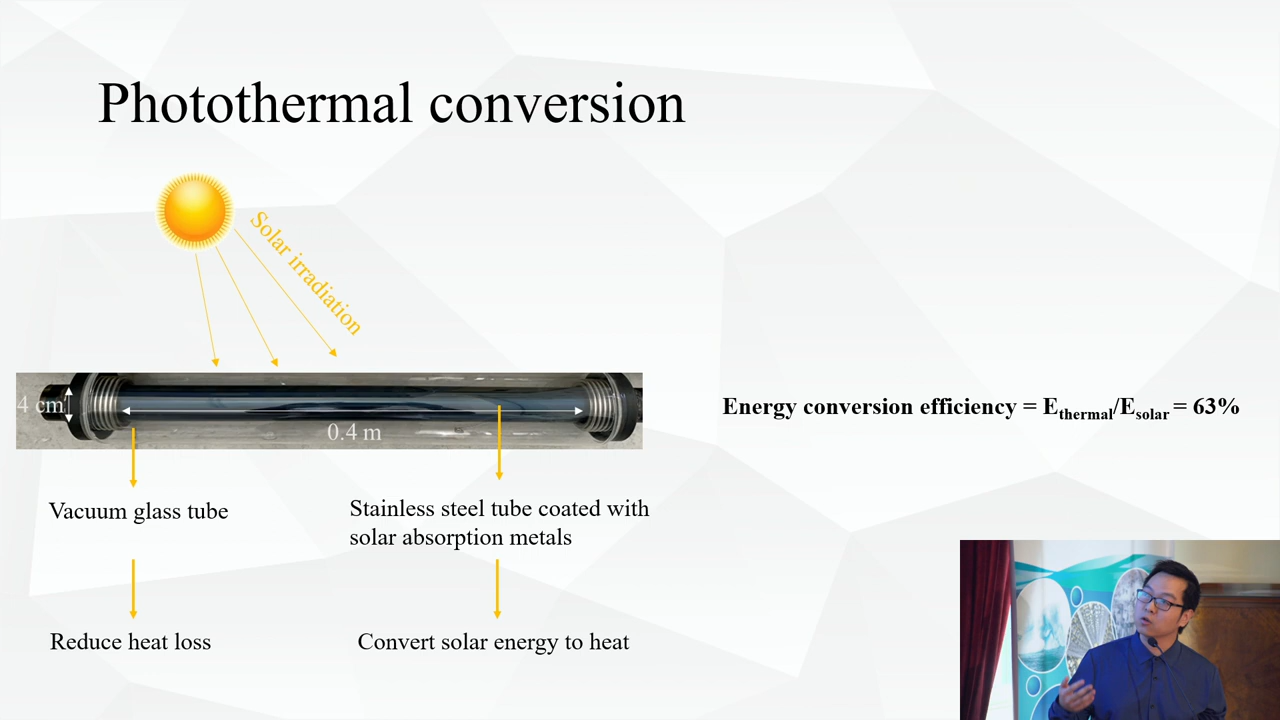 Photothermal conversion
Solar irradiation
4 cm
0.4 m
Energy conversion efficiency = Ethermal/Esolar = 63%
Vacuum glass tube
Stainless steel tube coated with
solar absorption metals
Reduce heat loss
Convert solar energy to heat